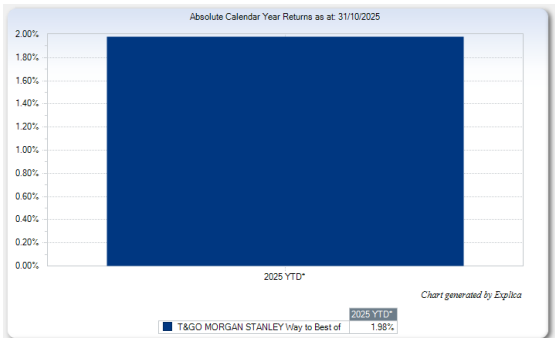 Absolute Calendar Year Returns as at: 31/10/2025
2.00%
1.80%
1.60%
1.40%
1.20%
1.00%
0.80%
0.60%
0.40%
0.20%
0.00%
2025 YTD*
Chart generated by Explica
2025 YTD*
T&GO MORGAN STANLEY Way to Best of 1.98%